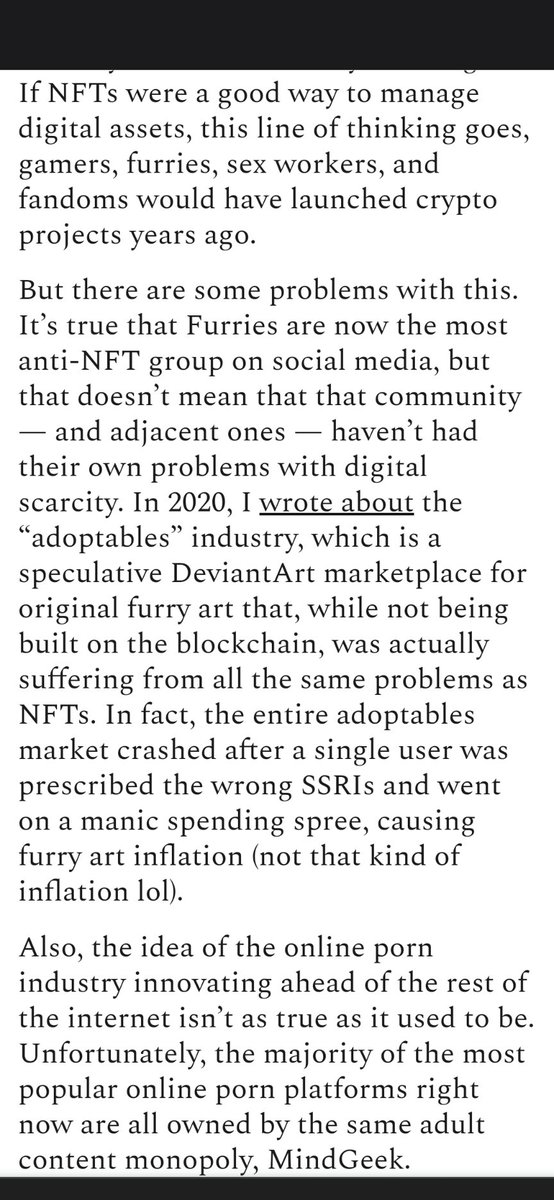 If NFTs were a good way to manage
digital assets, this line of thinking goes,
gamers, furries, sex workers, and
fandoms would have launched crypto
projects years ago.
But there are some problems with this.
It’s true that Furries are now the most
anti-NFT group on social media, but
that doesn’t mean that that community
— and adjacent ones — haven’t had
their own problems with digital
scarcity. In 2020, I wrote about the
“adoptables” industry, which is a
speculative DeviantArt marketplace for
original furry art that, while not being
built on the blockchain, was actually
suffering from all the same problems as
NFTs. In fact, the entire adoptables
market crashed after a single user was
prescribed the wrong SSRIs and went
on a manic spending spree, causing
furry art inflation (not that kind of
inflation lol).
Also, the idea of the online porn
industry innovating ahead of the rest of
the internet isn’t as true as it used to be.
Unfortunately, the majority of the most
popular online porn platforms right
now are all owned by the same adult
content monopoly, MindGeek.